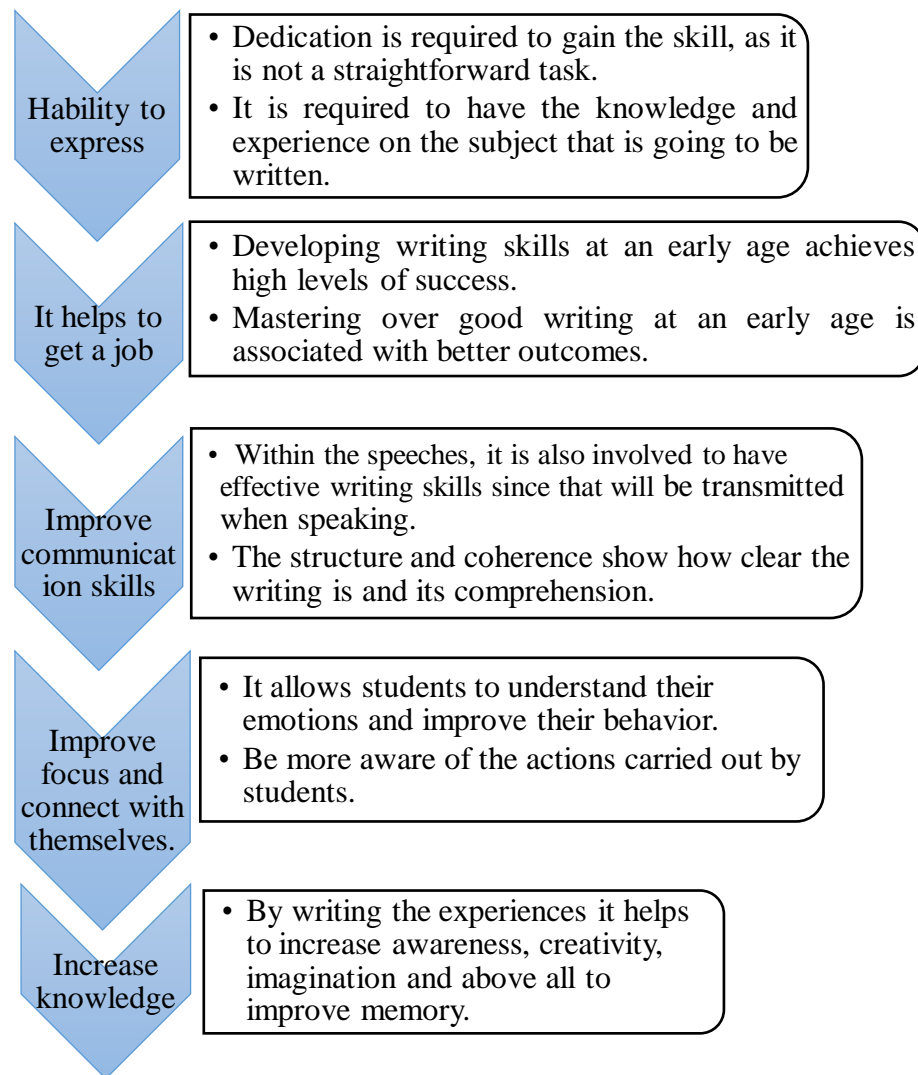 Hability to
express
• Dedication is required to gain the skill, as it
is not a straightforward task.
• It is required to have the knowledge and
experience on the subject that is going to be
written.
It helps to
get a job
• Developing writing skills at an early age achieves
high levels of success.
• Mastering over good writing at an early age is
associated with better outcomes.
Improve
communicat
ion skills
• Within the speeches, it is also involved to have
effective writing skills since that will be transmitted
when speaking.
• The structure and coherence show how clear the
writing is and its comprehension.
Improve
focus and
connect with
themselves.
• It allows students to understand their
emotions and improve their behavior.
• Be more aware of the actions carried out by
students.
Increase
knowledge
• By writing the experiences it helps
to increase awareness, creativity,
imagination and above all to
improve memory.